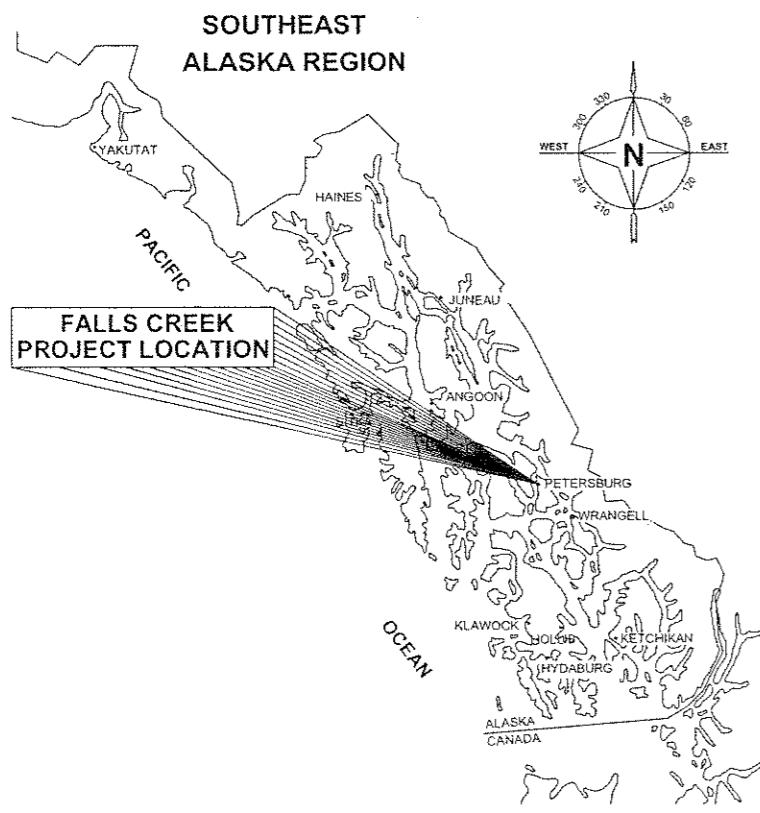 SOUTHEAST
ALASKA REGION
330
30
300
60
WEST
N
EAST
240
120
210
150
YAKUTAT
HAINES
PACIFIC
JUNEAU
FALLS CREEK
PROJECT LOCATION
ANGOON
PETERSBURG
WRANGELL
KLAWOCK
KETCHIKAN
OCEAN
HYDABURG
ALASKA
CANADA